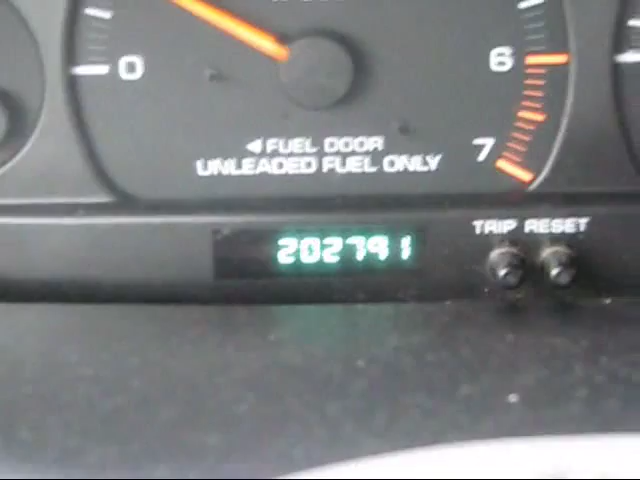 0
6
◀ FUEL DOOR
UNLEADED FUEL ONLY
7
TRIP RESET
202791